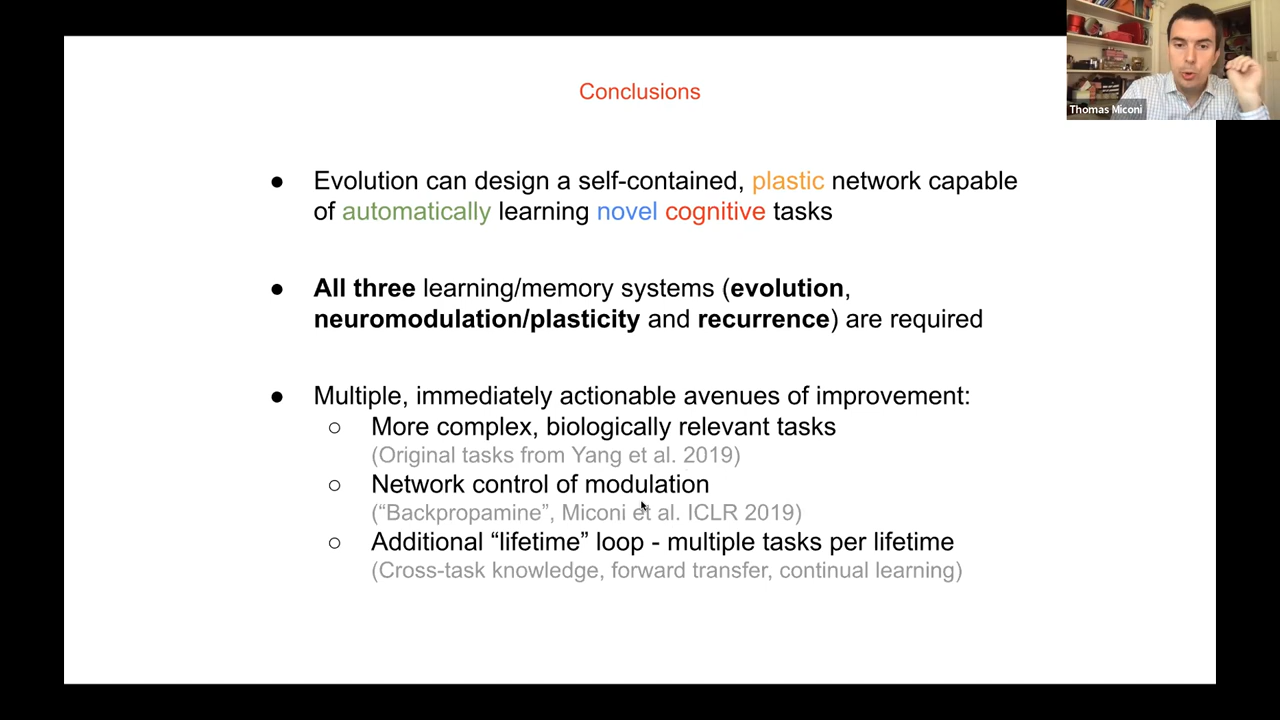 Conclusions
Thomas Miconi
● Evolution can design a self-contained, plastic network capable
of automatically learning novel cognitive tasks
● All three learning/memory systems (evolution,
neuromodulation/plasticity and recurrence) are required
● Multiple, immediately actionable avenues of improvement:
○ More complex, biologically relevant tasks
(Original tasks from Yang et al. 2019)
○ Network control of modulation
(“Backpropamine”, Miconi et al. ICLR 2019)
○ Additional “lifetime” loop - multiple tasks per lifetime
(Cross-task knowledge, forward transfer, continual learning)